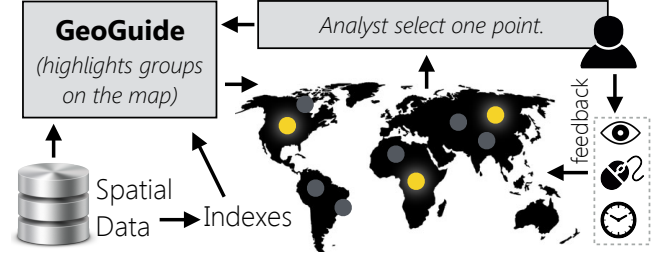 GeoGuide
(highlights groups
on the map)
Analyst select one point.
feedback
Spatial
Data
Indexes